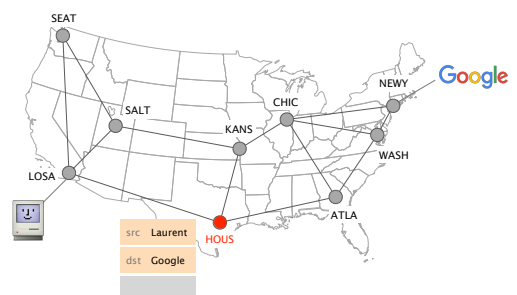 SEAT
Google
NEWY
CHIC
SALT
KANS
WASH
LOSA
ATLA
src Laurent
HOUS
dst Google